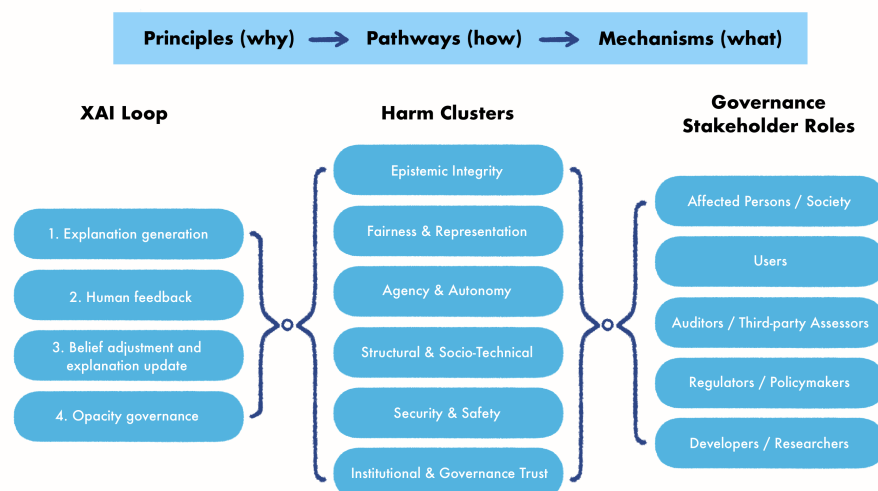 Principles (why) → Pathways (how) → Mechanisms (what)
XAI Loop
1. Explanation generation
2. Human feedback
3. Belief adjustment and
explanation update
4. Opacity governance
Harm Clusters
Epistemic Integrity
Fairness & Representation
Agency & Autonomy
Structural & Socio-Technical
Security & Safety
Institutional & Governance Trust
Governance
Stakeholder Roles
Affected Persons / Society
Users
Auditors / Third-party Assessors
Regulators / Policymakers
Developers / Researchers